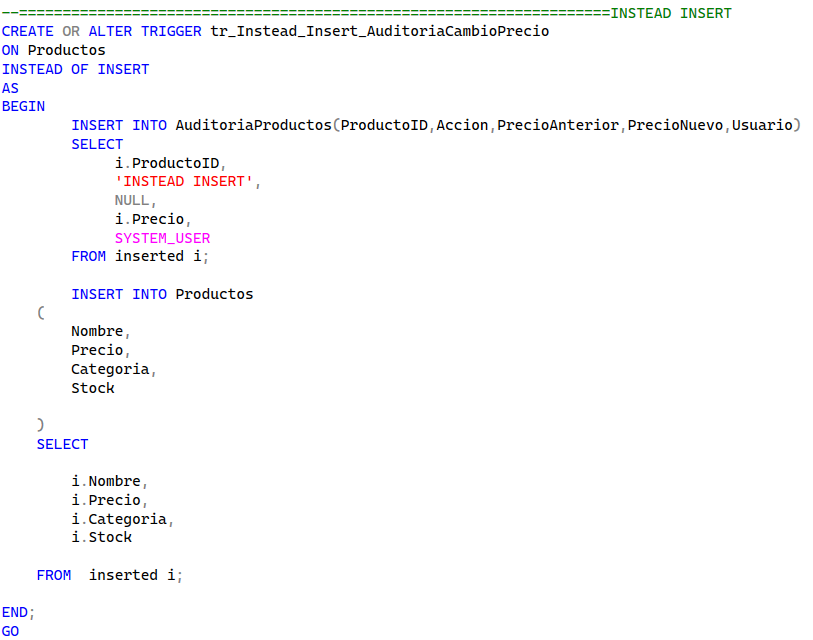 --====================================================================INSTEAD INSERT
CREATE OR ALTER TRIGGER tr_Instead_Insert_AuditoriaCambioPrecio
ON Productos
INSTEAD OF INSERT
AS
BEGIN
INSERT INTO AuditoriaProductos(ProductoID,Accion,PrecioAnterior,PrecioNuevo,Usuario)
SELECT
i.ProductoID,
'INSTEAD INSERT',
NULL,
i.Precio,
SYSTEM_USER
FROM inserted i;
INSERT INTO Productos
(
Nombre,
Precio,
Categoria,
Stock
)
SELECT
i.Nombre,
i.Precio,
i.Categoria,
i.Stock
FROM  inserted i;
END;
GO